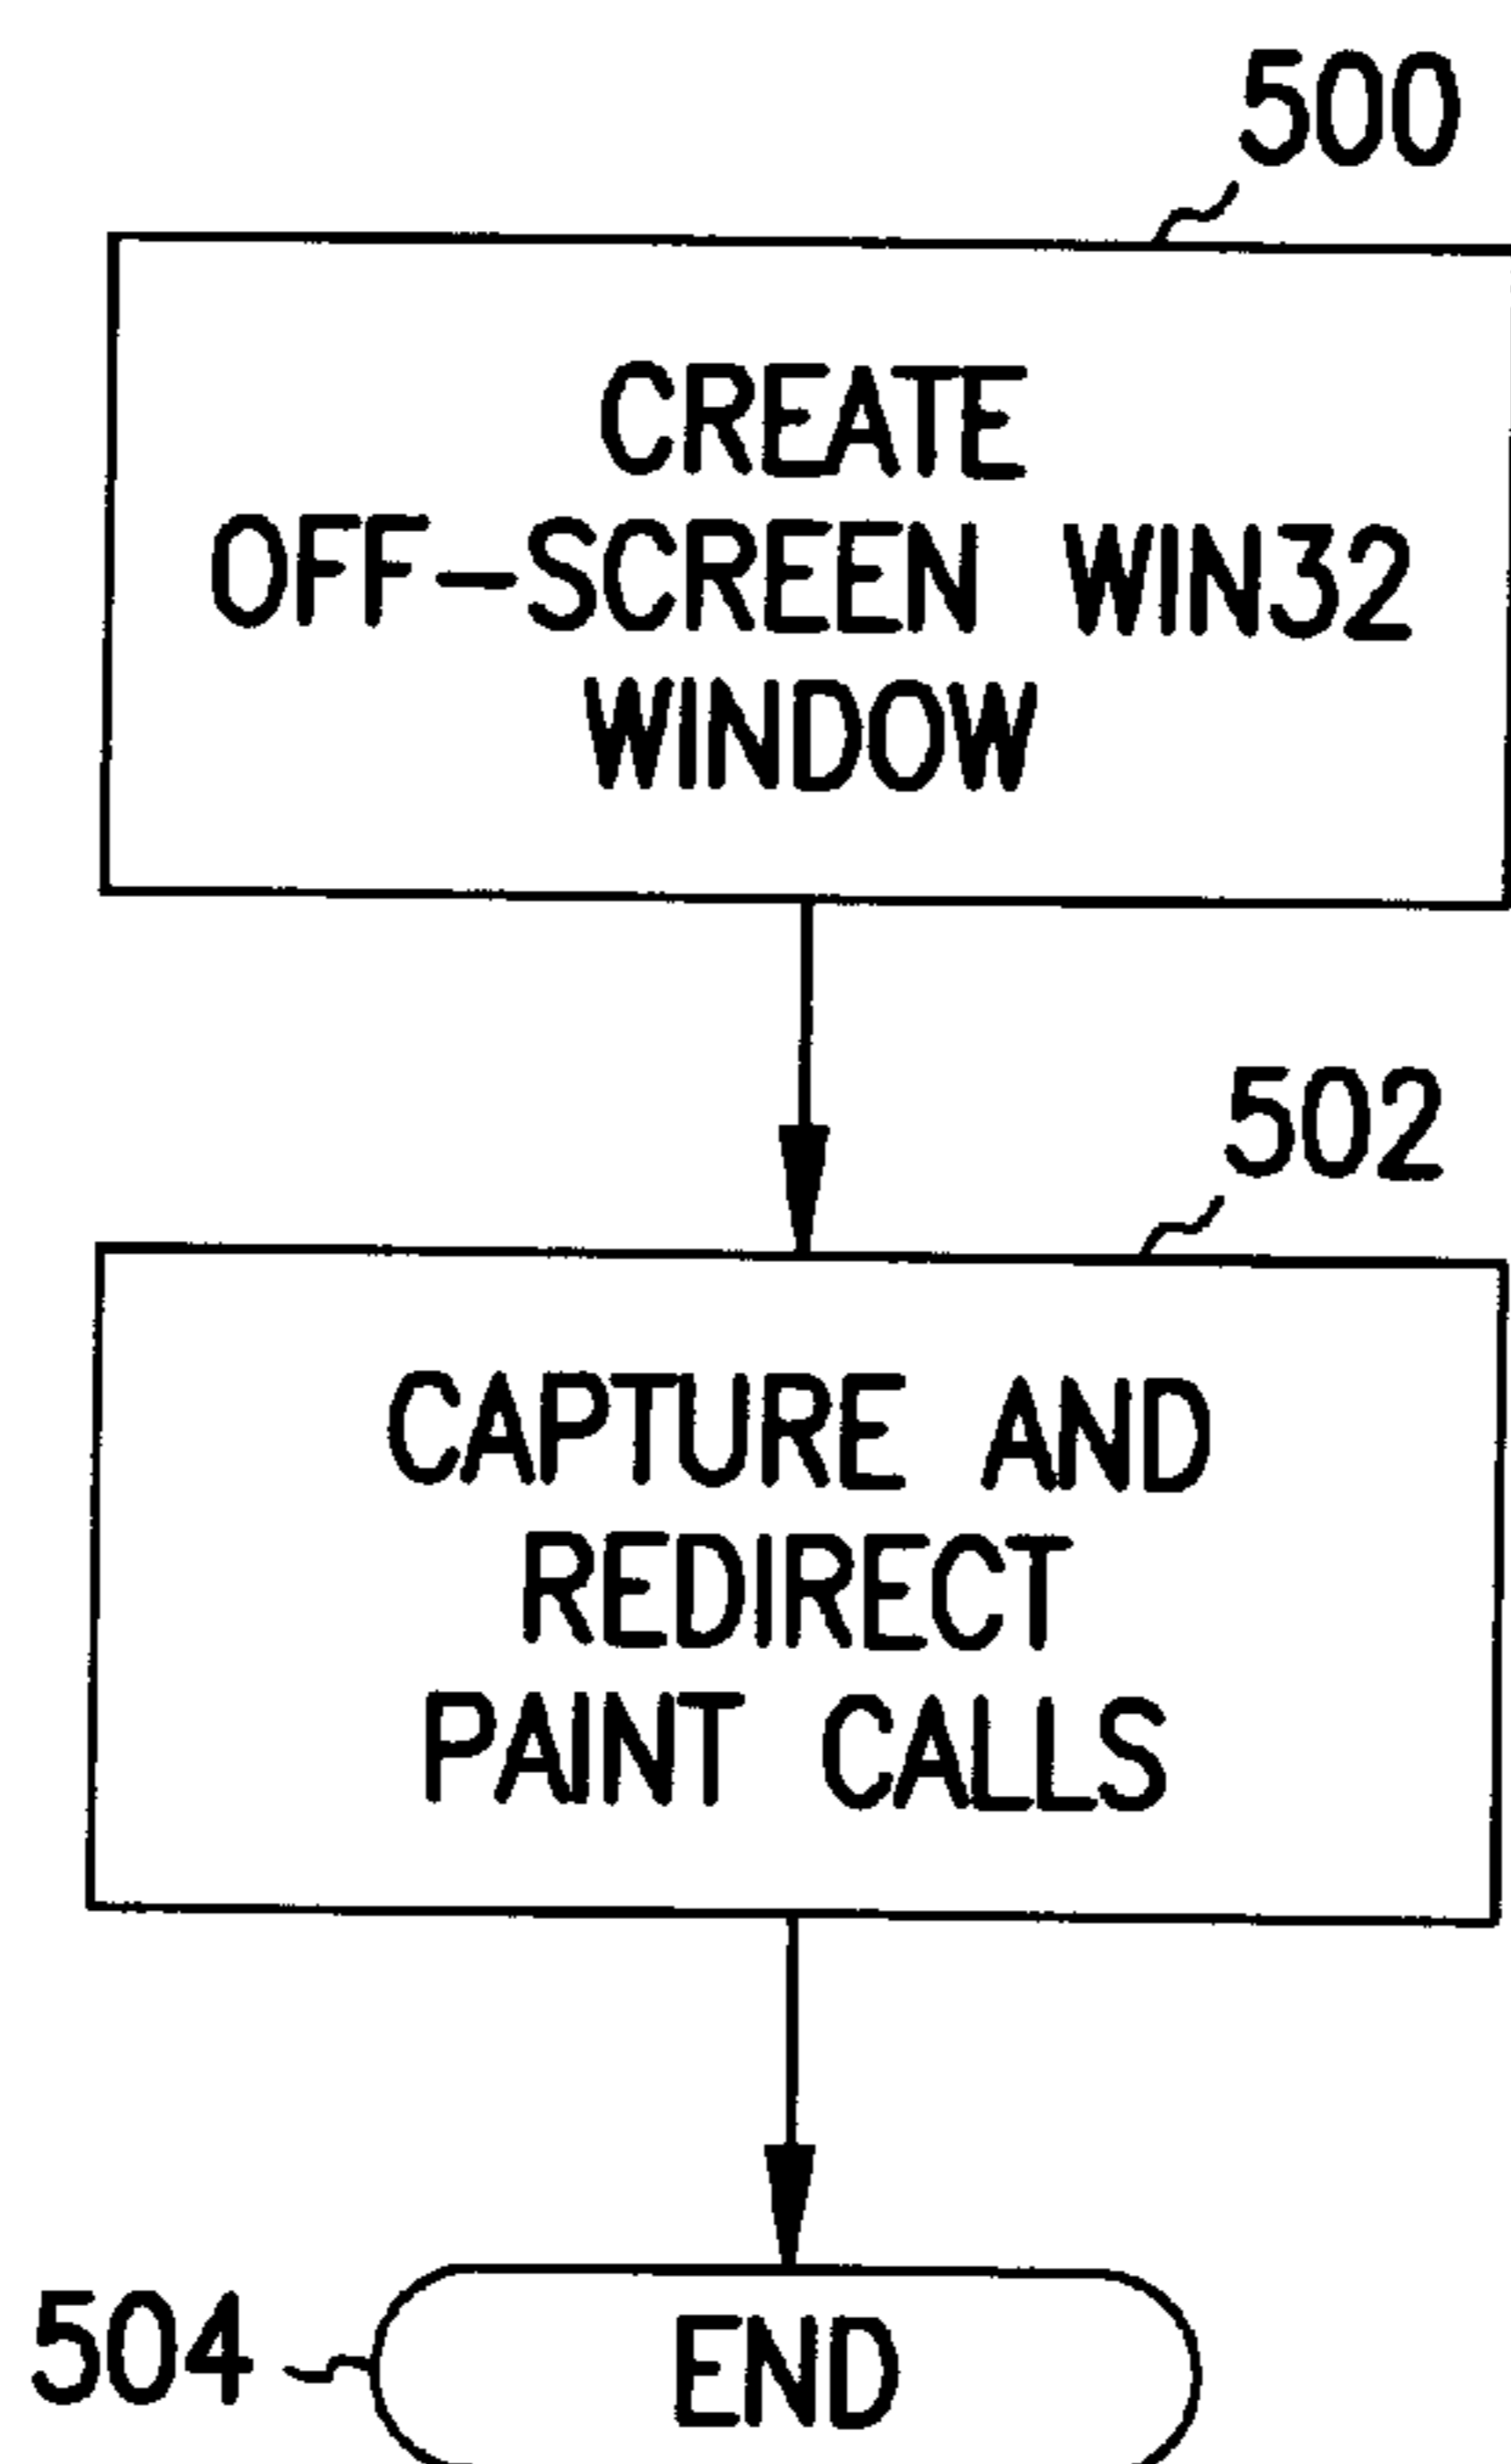 500
CREATE
OFF-SCREEN WIN32
WINDOW
502
CAPTURE AND
REDIRECT
PAINT CALLS
504
END